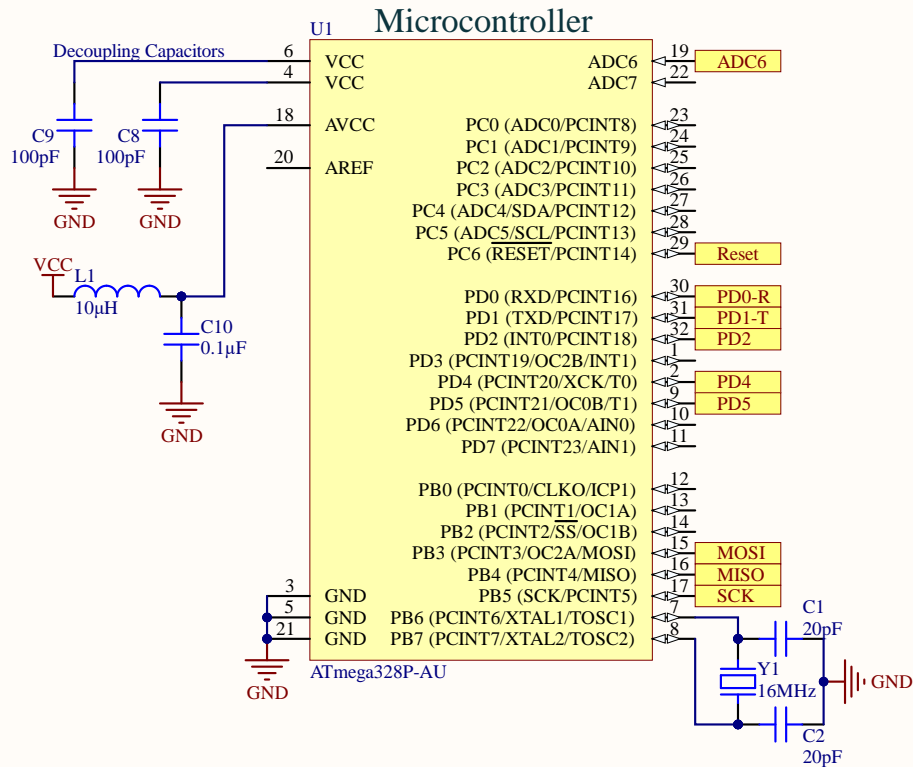 Microcontroller
U1
Decoupling Capacitors
6 VCC
4 VCC
18 AVCC
20 AREF
C9
100pF
GND
C8
100pF
GND
VCC
L1
10µH
C10
0.1µF
GND
3 GND
5 GND
21 GND
GND
ATmega328P-AU
ADC6 19 ADC6
ADC7 22
PC0 (ADC0/PCINT8) 23
PC1 (ADC1/PCINT9) 24
PC2 (ADC2/PCINT10) 25
PC3 (ADC3/PCINT11) 26
PC4 (ADC4/SDA/PCINT12) 27
PC5 (ADC5/SCL/PCINT13) 28
PC6 (RESET/PCINT14) 29 Reset
PD0 (RXD/PCINT16) 30 PD0-R
PD1 (TXD/PCINT17) 31 PD1-T
PD2 (INT0/PCINT18) 32 PD2
PD3 (PCINT19/OC2B/INT1) 1
PD4 (PCINT20/XCK/T0) 2 PD4
PD5 (PCINT21/OC0B/T1) 9 PD5
PD6 (PCINT22/OC0A/AIN0) 10
PD7 (PCINT23/AIN1) 11
PB0 (PCINT0/CLKO/ICP1) 12
PB1 (PCINT1/OC1A) 13
PB2 (PCINT2/SS/OC1B) 14
PB3 (PCINT3/OC2A/MOSI) 15 MOSI
PB4 (PCINT4/MISO) 16 MISO
PB5 (SCK/PCINT5) 17 SCK
PB6 (PCINT6/XTAL1/TOSC1) 7
PB7 (PCINT7/XTAL2/TOSC2) 8
C1
20pF
Y1
16MHz
GND
C2
20pF